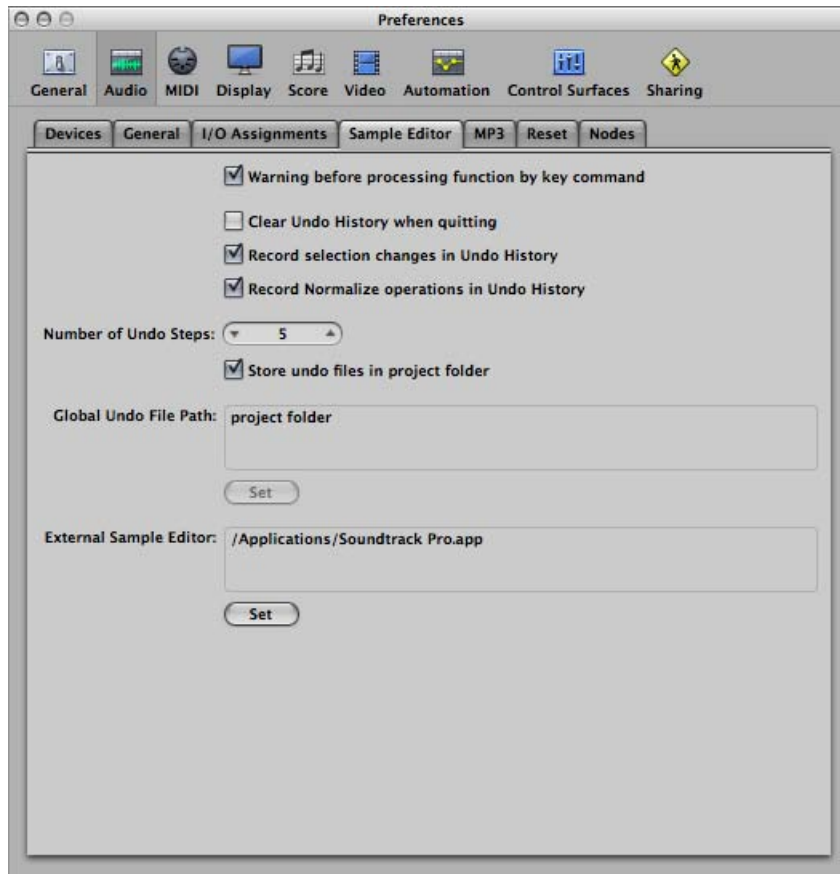 Preferences
General Audio MIDI Display Score Video Automation Control Surfaces Sharing
Devices General I/O Assignments Sample Editor MP3 Reset Nodes
Warning before processing function by key command
Clear Undo History when quitting
Record selection changes in Undo History
Record Normalize operations in Undo History
Number of Undo Steps: 5
Store undo files in project folder
Global Undo File Path: project folder
Set
External Sample Editor: /Applications/Soundtrack Pro.app
Set